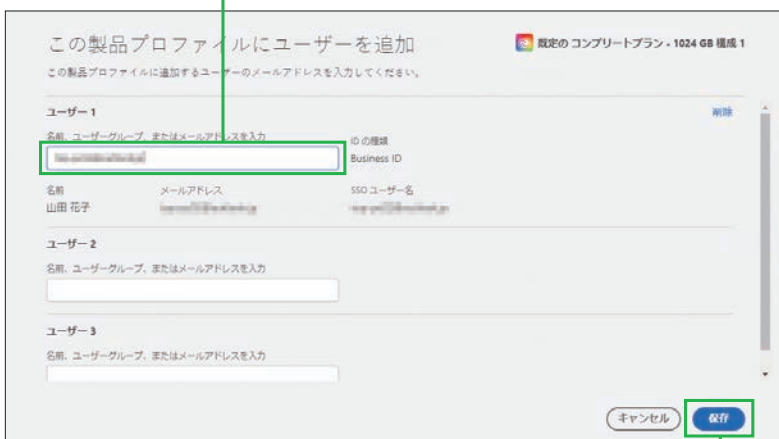 この製品プロファイルにユーザーを追加
既定の コンプリートプラン - 1024 GB 構成 1
この製品プロファイルに追加するユーザーのメールアドレスを入力してください。
ユーザー 1
削除
名前、ユーザーグループ、またはメールアドレスを入力
ID の種類
Business ID
名前 メールアドレス SSO ユーザー名
山田 花子
ユーザー 2
名前、ユーザーグループ、またはメールアドレスを入力
ユーザー 3
名前、ユーザーグループ、またはメールアドレスを入力
キャンセル 保存